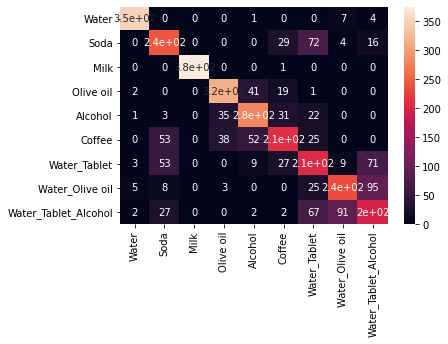 Water 3.5e+02 0 0 0 1 0 0 7 4
Soda 0 2.4e+02 0 0 0 29 72 4 16
Milk 0 0 3.8e+02 0 0 1 0 0 0
Olive oil 2 0 0 3.2e+02 41 19 1 0 0
Alcohol 1 3 0 35 2.8e+02 31 22 0 0
Coffee 0 53 0 38 52 2.1e+02 25 0 0
Water_Tablet 3 53 0 0 9 27 2.1e+02 9 71
Water_Olive oil 5 8 0 3 0 0 25 2.4e+02 95
Water_Tablet_Alcohol 2 27 0 0 2 2 67 91 2e+02
Water
Soda
Milk
Olive oil
Alcohol
Coffee
Water_Tablet
Water_Olive oil
Water_Tablet_Alcohol
350
300
250
200
150
100
50
0